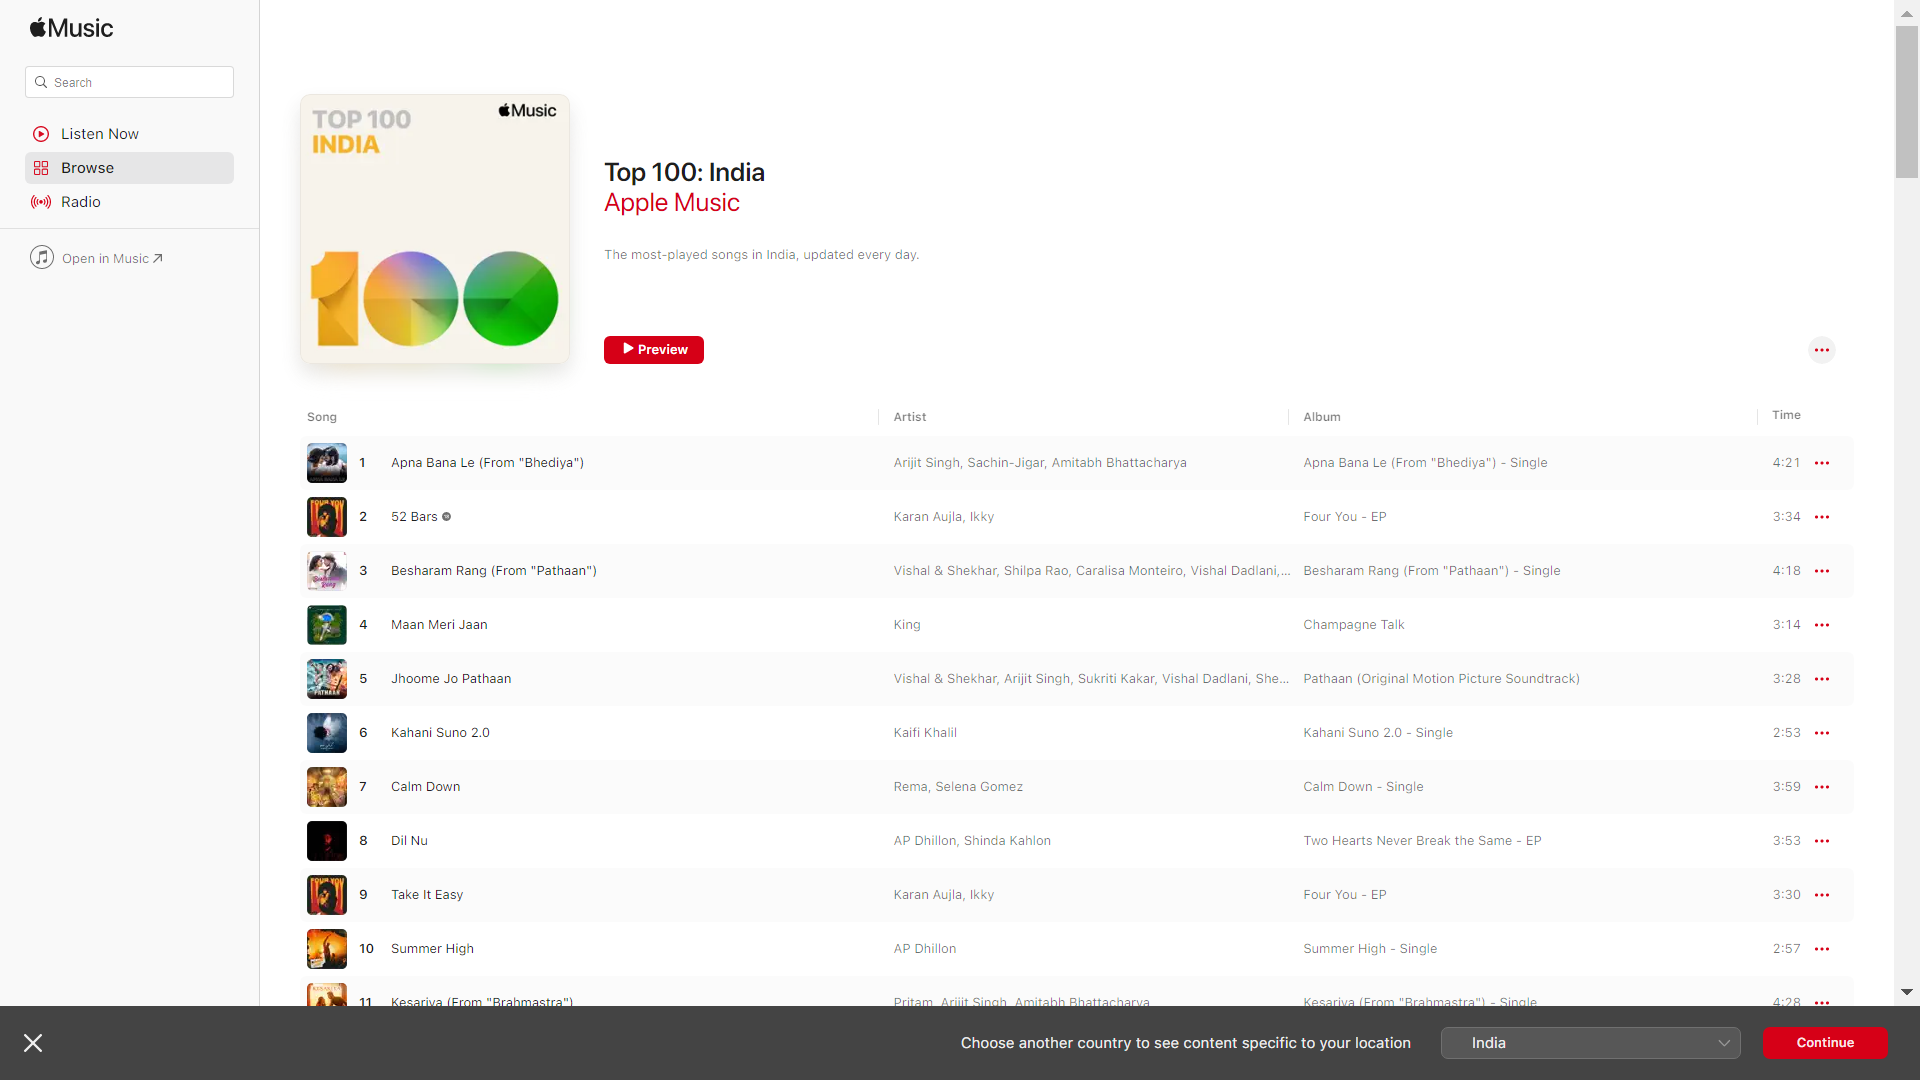 Music
Search
Listen Now
Browse
Radio
Open in Music
TOP 100
INDIA
Music
100
Top 100: India
Apple Music
The most-played songs in India, updated every day.
Preview
Song Artist Album Time
1 Apna Bana Le (From "Bhediya") Arijit Singh, Sachin-Jigar, Amitabh Bhattacharya Apna Bana Le (From "Bhediya") - Single 4:21
2 52 Bars Karan Aujla, Ikky Four You - EP 3:34
3 Besharam Rang (From "Pathaan") Vishal & Shekhar, Shilpa Rao, Caralisa Monteiro, Vishal Dadlani,... Besharam Rang (From "Pathaan") - Single 4:18
4 Maan Meri Jaan King Champagne Talk 3:14
5 Jhoome Jo Pathaan Vishal & Shekhar, Arijit Singh, Sukriti Kakar, Vishal Dadlani, She... Pathaan (Original Motion Picture Soundtrack) 3:28
6 Kahani Suno 2.0 Kaifi Khalil Kahani Suno 2.0 - Single 2:53
7 Calm Down Rema, Selena Gomez Calm Down - Single 3:59
8 Dil Nu AP Dhillon, Shinda Kahlon Two Hearts Never Break the Same - EP 3:53
9 Take It Easy Karan Aujla, Ikky Four You - EP 3:30
10 Summer High AP Dhillon Summer High - Single 2:57
11 Kesariya (From "Brahmastra") Pritam, Arijit Singh, Amitabh Bhattacharya Kesariya (From "Brahmastra") - Single 4:28
Choose another country to see content specific to your location India Continue